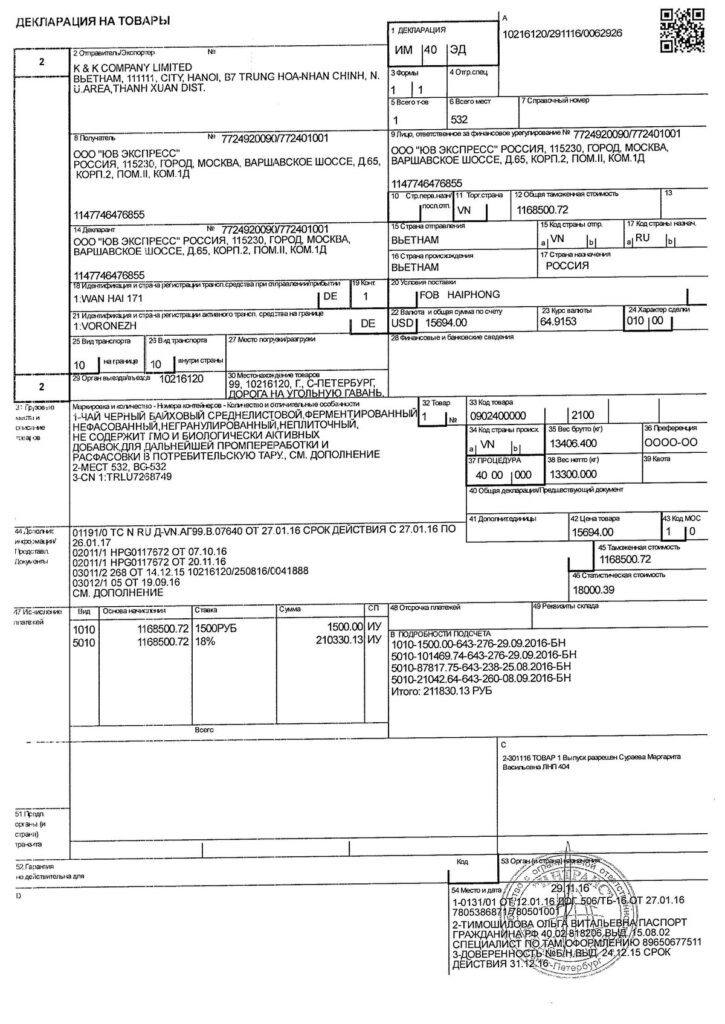 ДЕКЛАРАЦИЯ НА ТОВАРЫ
1 ДЕКЛАРАЦИЯ
ИМ 40 ЭД
А
10216120/291116/0062926
2
2 Отправитель/Экспортер №
K & K COMPANY LIMITED
ВЬЕТНАМ, 111111, CITY, HANOI, B7 TRUNG HOA-NHAN CHINH, N.
U.AREA,THANH XUAN DIST.
3 Формы
1 1
4 Отгр.спец
5 Всего т-ов
1
6 Всего мест
532
7 Справочный номер
8 Получатель № 7724920090/772401001
ООО "ЮВ ЭКСПРЕСС"
РОССИЯ, 115230, ГОРОД, МОСКВА, ВАРШАВСКОЕ ШОССЕ, Д.65,
КОРП.2, ПОМ.II, КОМ.1Д
1147746476855
9 Лицо, ответственное за финансовое урегулирование № 7724920090/772401001
ООО "ЮВ ЭКСПРЕСС" РОССИЯ, 115230, ГОРОД, МОСКВА,
ВАРШАВСКОЕ ШОССЕ, Д.65, КОРП.2, ПОМ.II, КОМ.1Д
1147746476855
10 Стр.перв.назн/
посл.отп.
11 Торг.страна
VN
12 Общая таможенная стоимость
1168500.72
13
14 Декларант № 7724920090/772401001
ООО "ЮВ ЭКСПРЕСС" РОССИЯ, 115230, ГОРОД, МОСКВА,
ВАРШАВСКОЕ ШОССЕ, Д.65, КОРП.2, ПОМ.II, КОМ.1Д
1147746476855
15 Страна отправления
ВЬЕТНАМ
15 Код страны отпр.
a VN b
17 Код страны назнач.
a RU b
16 Страна происхождения
ВЬЕТНАМ
17 Страна назначения
РОССИЯ
18 Идентификация и страна регистрации трансп.средства при отправлении/прибытии
1:WAN HAI 171 DE
19 Конт
1
20 Условия поставки
FOB HAIPHONG
21 Идентификация и страна регистрации активного трансп. средства на границе
1:VORONEZH DE
22 Валюта и общая сумма по счету
USD 15694.00
23 Курс валюты
64.9153
24 Характер сделки
010 00
25 Вид трансп
10 на границе
26 Вид трансп
10 внутри страны
27 Место погрузки/разгрузки
28 Финансовые и банковские сведения
2
29 Орган выезда/въезда
10216120
30 Местонахождение товаров
99, 10216120, Г., С-ПЕТЕРБУРГ,
ДОРОГА НА УГОЛЬНУЮ ГАВАНЬ,
31 Грузовые
места и
описание
товаров
Маркировка и количество - Номера контейнеров - Количество и отличительные особенности
1-ЧАЙ ЧЕРНЫЙ БАЙХОВЫЙ СРЕДНЕЛИСТОВОЙ,ФЕРМЕНТИРОВАННЫЙ,
НЕФАСОВАННЫЙ,НЕГРАНУЛИРОВАННЫЙ,НЕПЛИТОЧНЫЙ,
НЕ СОДЕРЖИТ ГМО И БИОЛОГИЧЕСКИ АКТИВНЫХ
ДОБАВОК,ДЛЯ ДАЛЬНЕЙШЕЙ ПРОМПЕРЕРАБОТКИ И
РАСФАСОВКИ В ПОТРЕБИТЕЛЬСКУЮ ТАРУ., СМ. ДОПОЛНЕНИЕ
2-МЕСТ 532, BG-532
3-CN 1:TRLU7268749
32 Товар
1 №
33 Код товара
0902400000 2100
34 Код страны происх.
a VN b
35 Вес брутто (кг)
13406.400
36 Преференция
ОООО-ОО
37 ПРОЦЕДУРА
40 00 000
38 Вес нетто (кг)
13300.000
39 Квота
40 Общая декларация/Предшествующий документ
41 Дополн.единицы
42 Цена товара
15694.00
43 Код МОС
1 0
44 Дополнит.
информация/
Представл.
Документы
01191/0 ТС N RU Д-VN.АГ99.В.07640 ОТ 27.01.16 СРОК ДЕЙСТВИЯ С 27.01.16 ПО
26.01.17
02011/1 HPG0117672 ОТ 07.10.16
02011/1 HPG0117672 ОТ 20.11.16
03011/2 268 ОТ 14.12.15 10216120/250816/0041888
03012/1 05 ОТ 19.09.16
СМ. ДОПОЛНЕНИЕ
45 Таможенная стоимость
1168500.72
46 Статистическая стоимость
18000.39
47 Исчисление
платежей
Вид Основа начисления Ставка Сумма СП
1010 1168500.72 1500РУБ 1500.00 ИУ
5010 1168500.72 18% 210330.13 ИУ
Всего
48 Отсрочка платежей
49 Реквизиты склада
В ПОДРОБНОСТИ ПОДСЧЕТА
1010-1500.00-643-276-29.09.2016-БН
5010-101469.74-643-276-29.09.2016-БН
5010-87817.75-643-238-25.08.2016-БН
5010-21042.64-643-260-08.09.2016-БН
Итого: 211830.13 РУБ
С
2-301116 ТОВАР 1 Выпуск разрешен Сураева Маргарита
Васильевна ЛНП 404
51 Предп.
органы (и
страна)
транзита
52 Гарантия
не действительна для
Код
53 Орган (и страна) назначения
D
54 Место и дата
29.11.16
1-0131/01 ОТ 12.01.16 ДОГ 506/ТБ-16 ОТ 27.01.16
7805386871/780501001
2-ТИМОШИЛОВА ОЛЬГА ВИТАЛЬЕВНА ПАСПОРТ
ГРАЖДАНИНА РФ 40 02 818206 ВЫД. 15.08.02
СПЕЦИАЛИСТ ПО ТАМ.ОФОРМЛЕНИЮ 89650677511
3-ДОВЕРЕННОСТЬ №Б/Н ВЫД. 24.12.15 СРОК
ДЕЙСТВИЯ 31.12.16